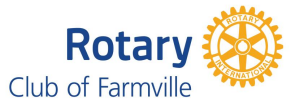 Rotary
Club of Farmville
ROTARY
INTERNATIONAL